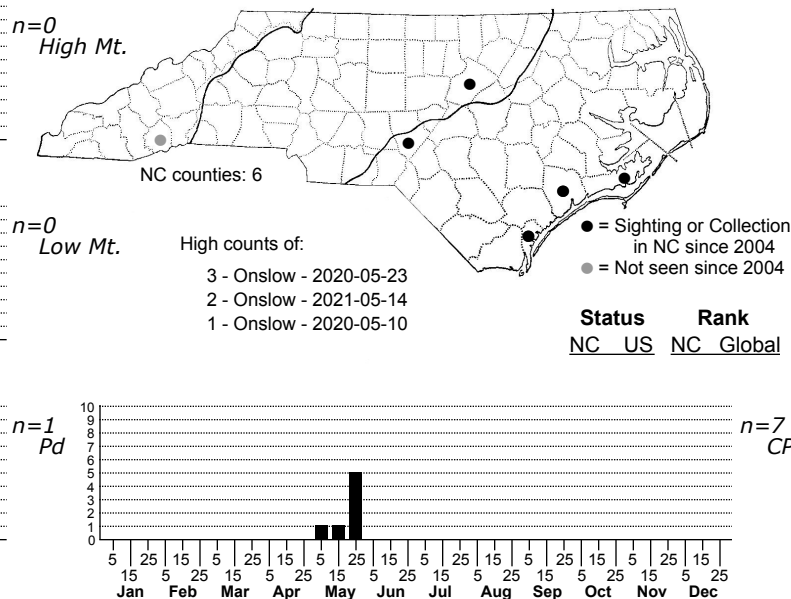 n=0
High Mt.
NC counties: 6
n=0
Low Mt.
High counts of:
3 - Onslow - 2020-05-23
2 - Onslow - 2021-05-14
1 - Onslow - 2020-05-10
= Sighting or Collection
in NC since 2004
= Not seen since 2004
Status Rank
NC US NC Global
n=1
Pd
10
9
8
7
6
5
4
3
2
1
0
n=7
CP
5 25 15 5 25 15 5 25 15 5 25 15 5 25 15 5 25 15
15 5 25 15 5 25 15 5 25 15 5 25 15 5 25 15 5 25
Jan Feb Mar Apr May Jun Jul Aug Sep Oct Nov Dec